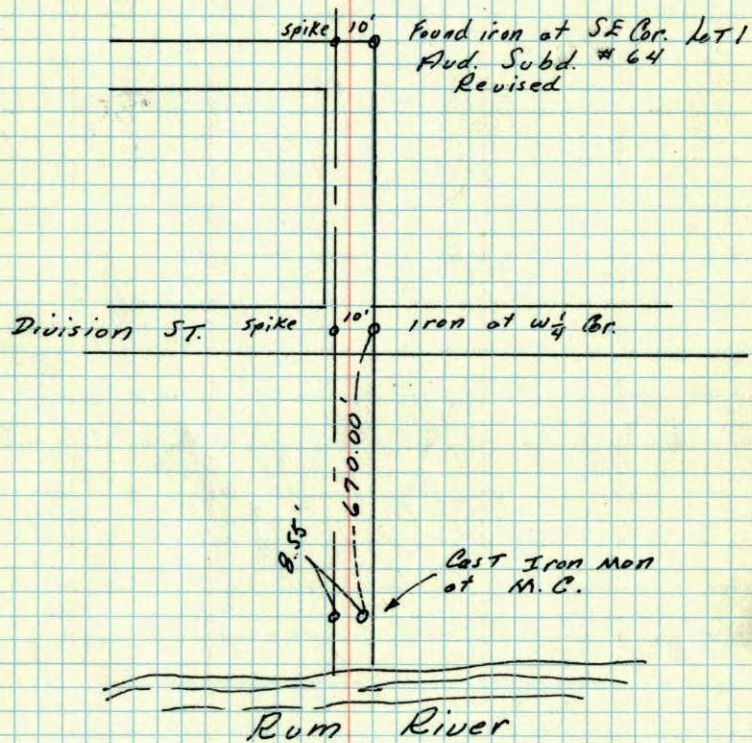 spike 10' Found iron at SE Cor. Lot 1
Aud. Subd. #64
Revised
Division ST. spike 10' iron at w 1/4 Cor.
670.00'
8.55'
Cast Iron Mon
at M.C.
Rum River